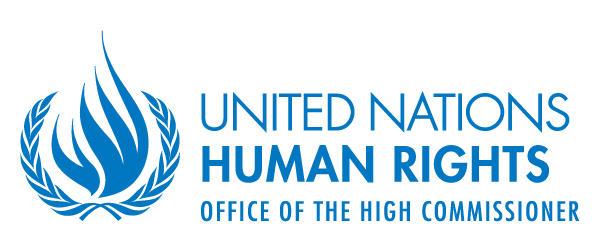 UNITED NATIONS
HUMAN RIGHTS
OFFICE OF THE HIGH COMMISSIONER